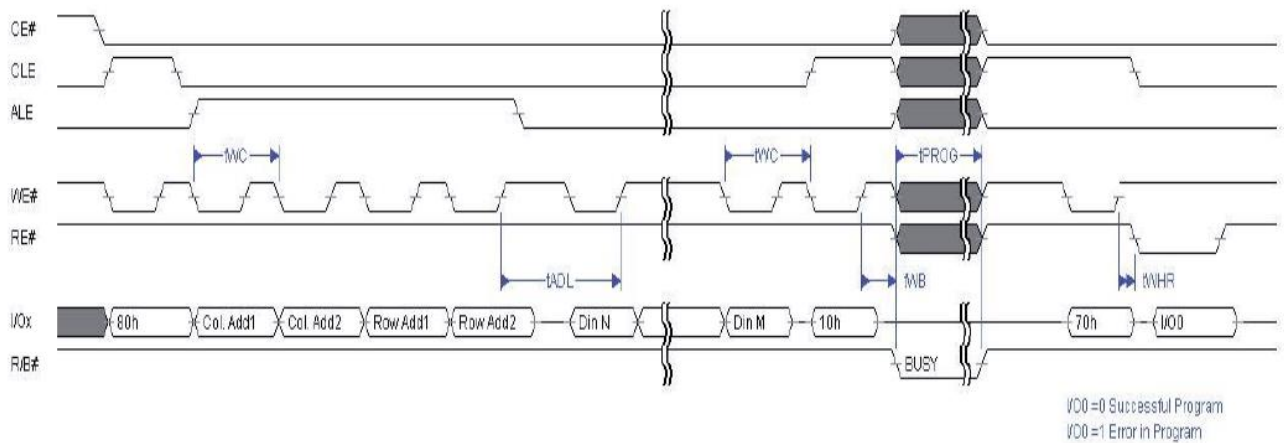 CE#
CLE
ALE
tWC
tWC
tPROG
WE#
RE#
tADL
tWB
tWHR
I/Ox
80h
Col. Add1
Col. Add2
Row Add1
Row Add2
Din N
Din M
10h
70h
I/O0
R/B#
BUSY
I/O0 =0 Successful Program
I/O0 =1 Error in Program